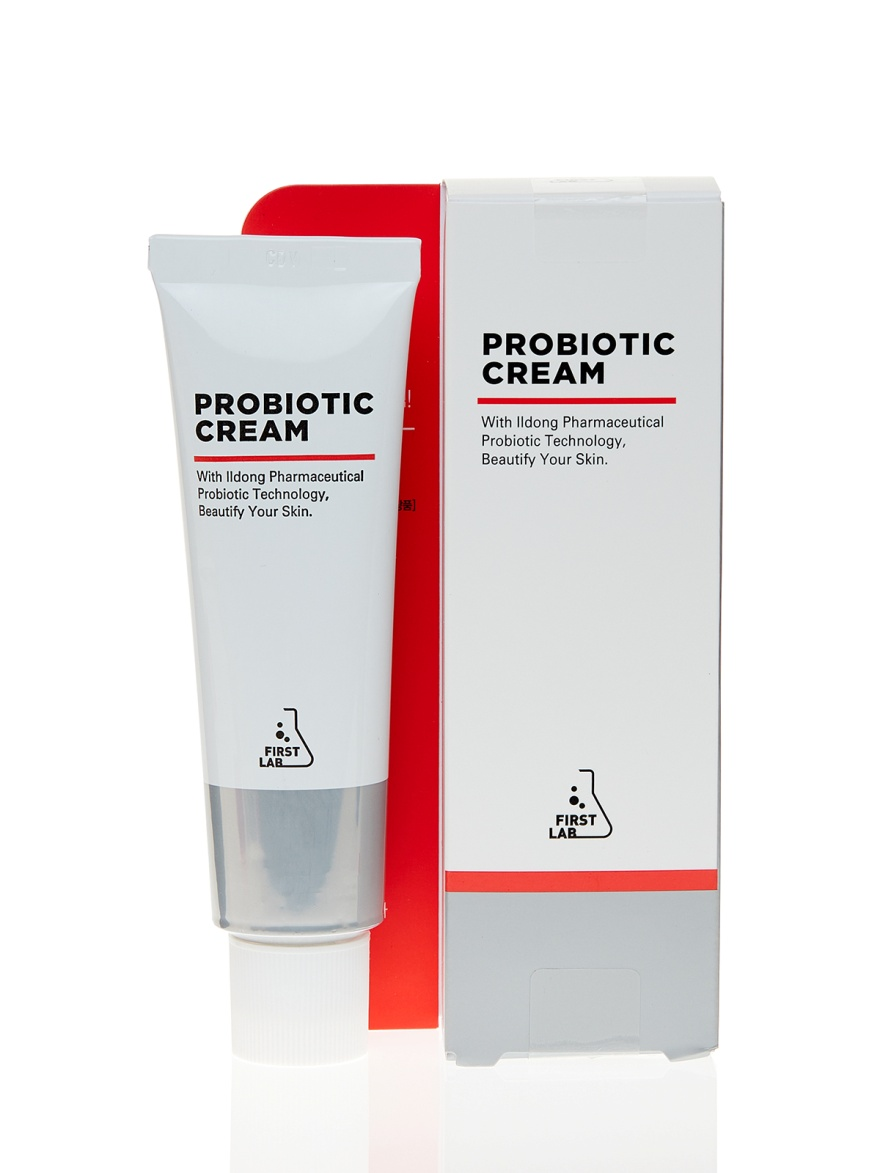 PROBIOTIC
CREAM
With Ildong Pharmaceutical
Probiotic Technology,
Beautify Your Skin.
FIRST
LAB
PROBIOTIC
CREAM
With Ildong Pharmaceutical
Probiotic Technology,
Beautify Your Skin.
FIRST
LAB